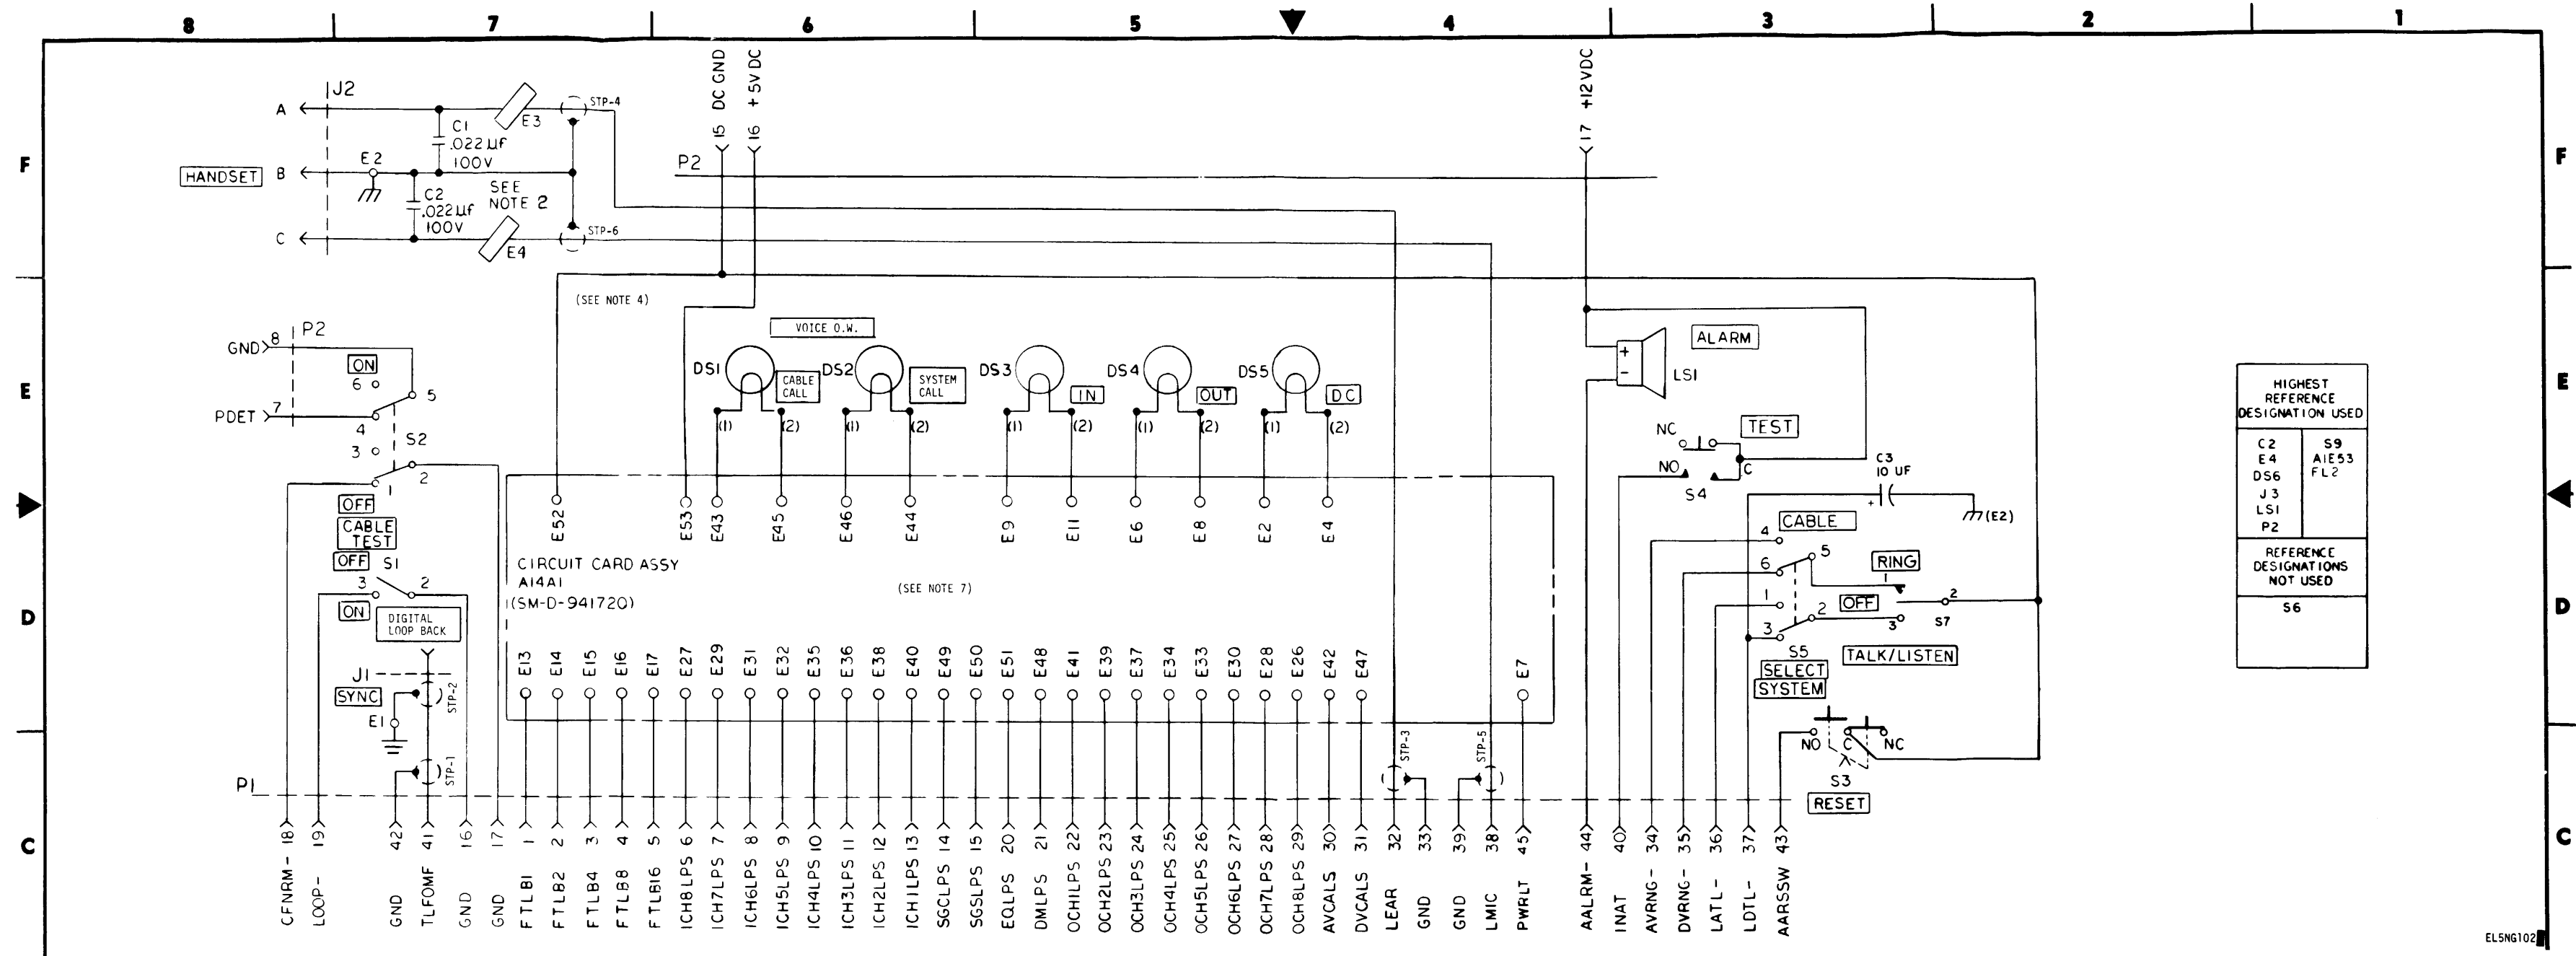 8 7 6 5 4 3 2 1
F
E
D
C
F
E
D
C
J2
A
E3
STP-4
C1
.022 µf
100V
HANDSET B
E2
SEE
NOTE 2
C2
.022 µf
100V
C
E4
STP-6
15 DC GND
16 +5VDC
17 +12VDC
P2
(SEE NOTE 4)
VOICE O.W.
GND 8
P2
ON
6
5
PDET 7
4
3
S2
2
1
OFF
CABLE
TEST
OFF S1
3 2
ON
DIGITAL
LOOP BACK
J1
SYNC
STP-2
E1
STP-1
P1
DS1
CABLE
CALL
(1) (2)
DS2
SYSTEM
CALL
(1) (2)
DS3
IN
(1) (2)
DS4
OUT
(1) (2)
DS5
DC
(1) (2)
E52 E53 E43 E45 E46 E44 E9 E11 E6 E8 E2 E4
CIRCUIT CARD ASSY
A14A1
(SM-D-941720)
(SEE NOTE 7)
E13 E14 E15 E16 E17 E27 E29 E31 E32 E35 E36 E38 E40 E49 E50 E51 E48 E41 E39 E37 E34 E33 E30 E28 E26 E42 E47 E7
STP-3
STP-5
+
-
ALARM
LS1
NC
TEST
NO
C
S4
C3
10 UF
+
(E2)
CABLE
4
5
6
RING
1
1
OFF
2
2
3
3
S7
S5
SELECT
SYSTEM
TALK/LISTEN
NO C NC
S3
RESET
CFNRM- 18
LOOP- 19
GND 42
TLFOMF 41
GND 16
GND 17
FTLB1 1
FTLB2 2
FTLB4 3
FTLB8 4
FTLB16 5
ICH8LPS 6
ICH7LPS 7
ICH6LPS 8
ICH5LPS 9
ICH4LPS 10
ICH3LPS 11
ICH2LPS 12
ICH1LPS 13
SGCLPS 14
SGSLPS 15
EQLPS 20
DMLPS 21
OCH1LPS 22
OCH2LPS 23
OCH3LPS 24
OCH4LPS 25
OCH5LPS 26
OCH6LPS 27
OCH7LPS 28
OCH8LPS 29
AVCALS 30
DVCALS 31
LEAR 32
GND 33
GND 39
LMIC 38
PWRLT 45
AALRM- 44
INAT 40
AVRNG- 34
DVRNG- 35
LATL- 36
LDTL- 37
AARSSW 43
HIGHEST
REFERENCE
DESIGNATION USED
C2 S9
E4 A1E53
DS6 FL2
J3
LS1
P2
REFERENCE
DESIGNATIONS
NOT USED
S6
EL5NG102